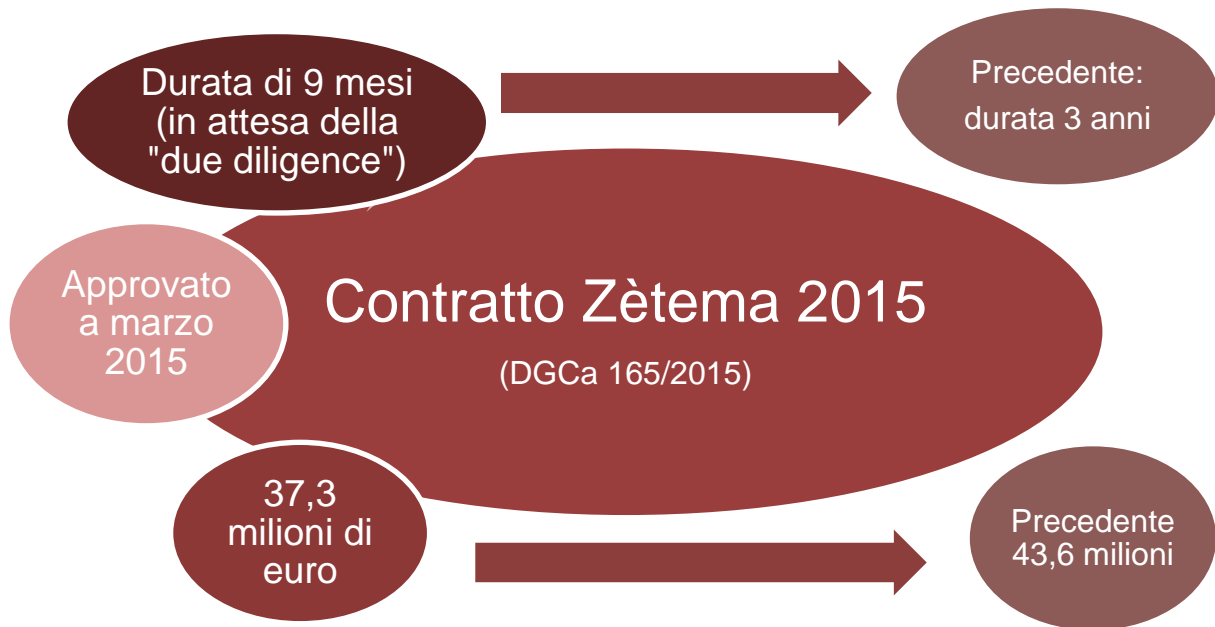 Durata di 9 mesi
(in attesa della
"due diligence")
Precedente:
durata 3 anni
Approvato
a marzo
2015
Contratto Zètema 2015
(DGCa 165/2015)
37,3
milioni di
euro
Precedente
43,6 milioni